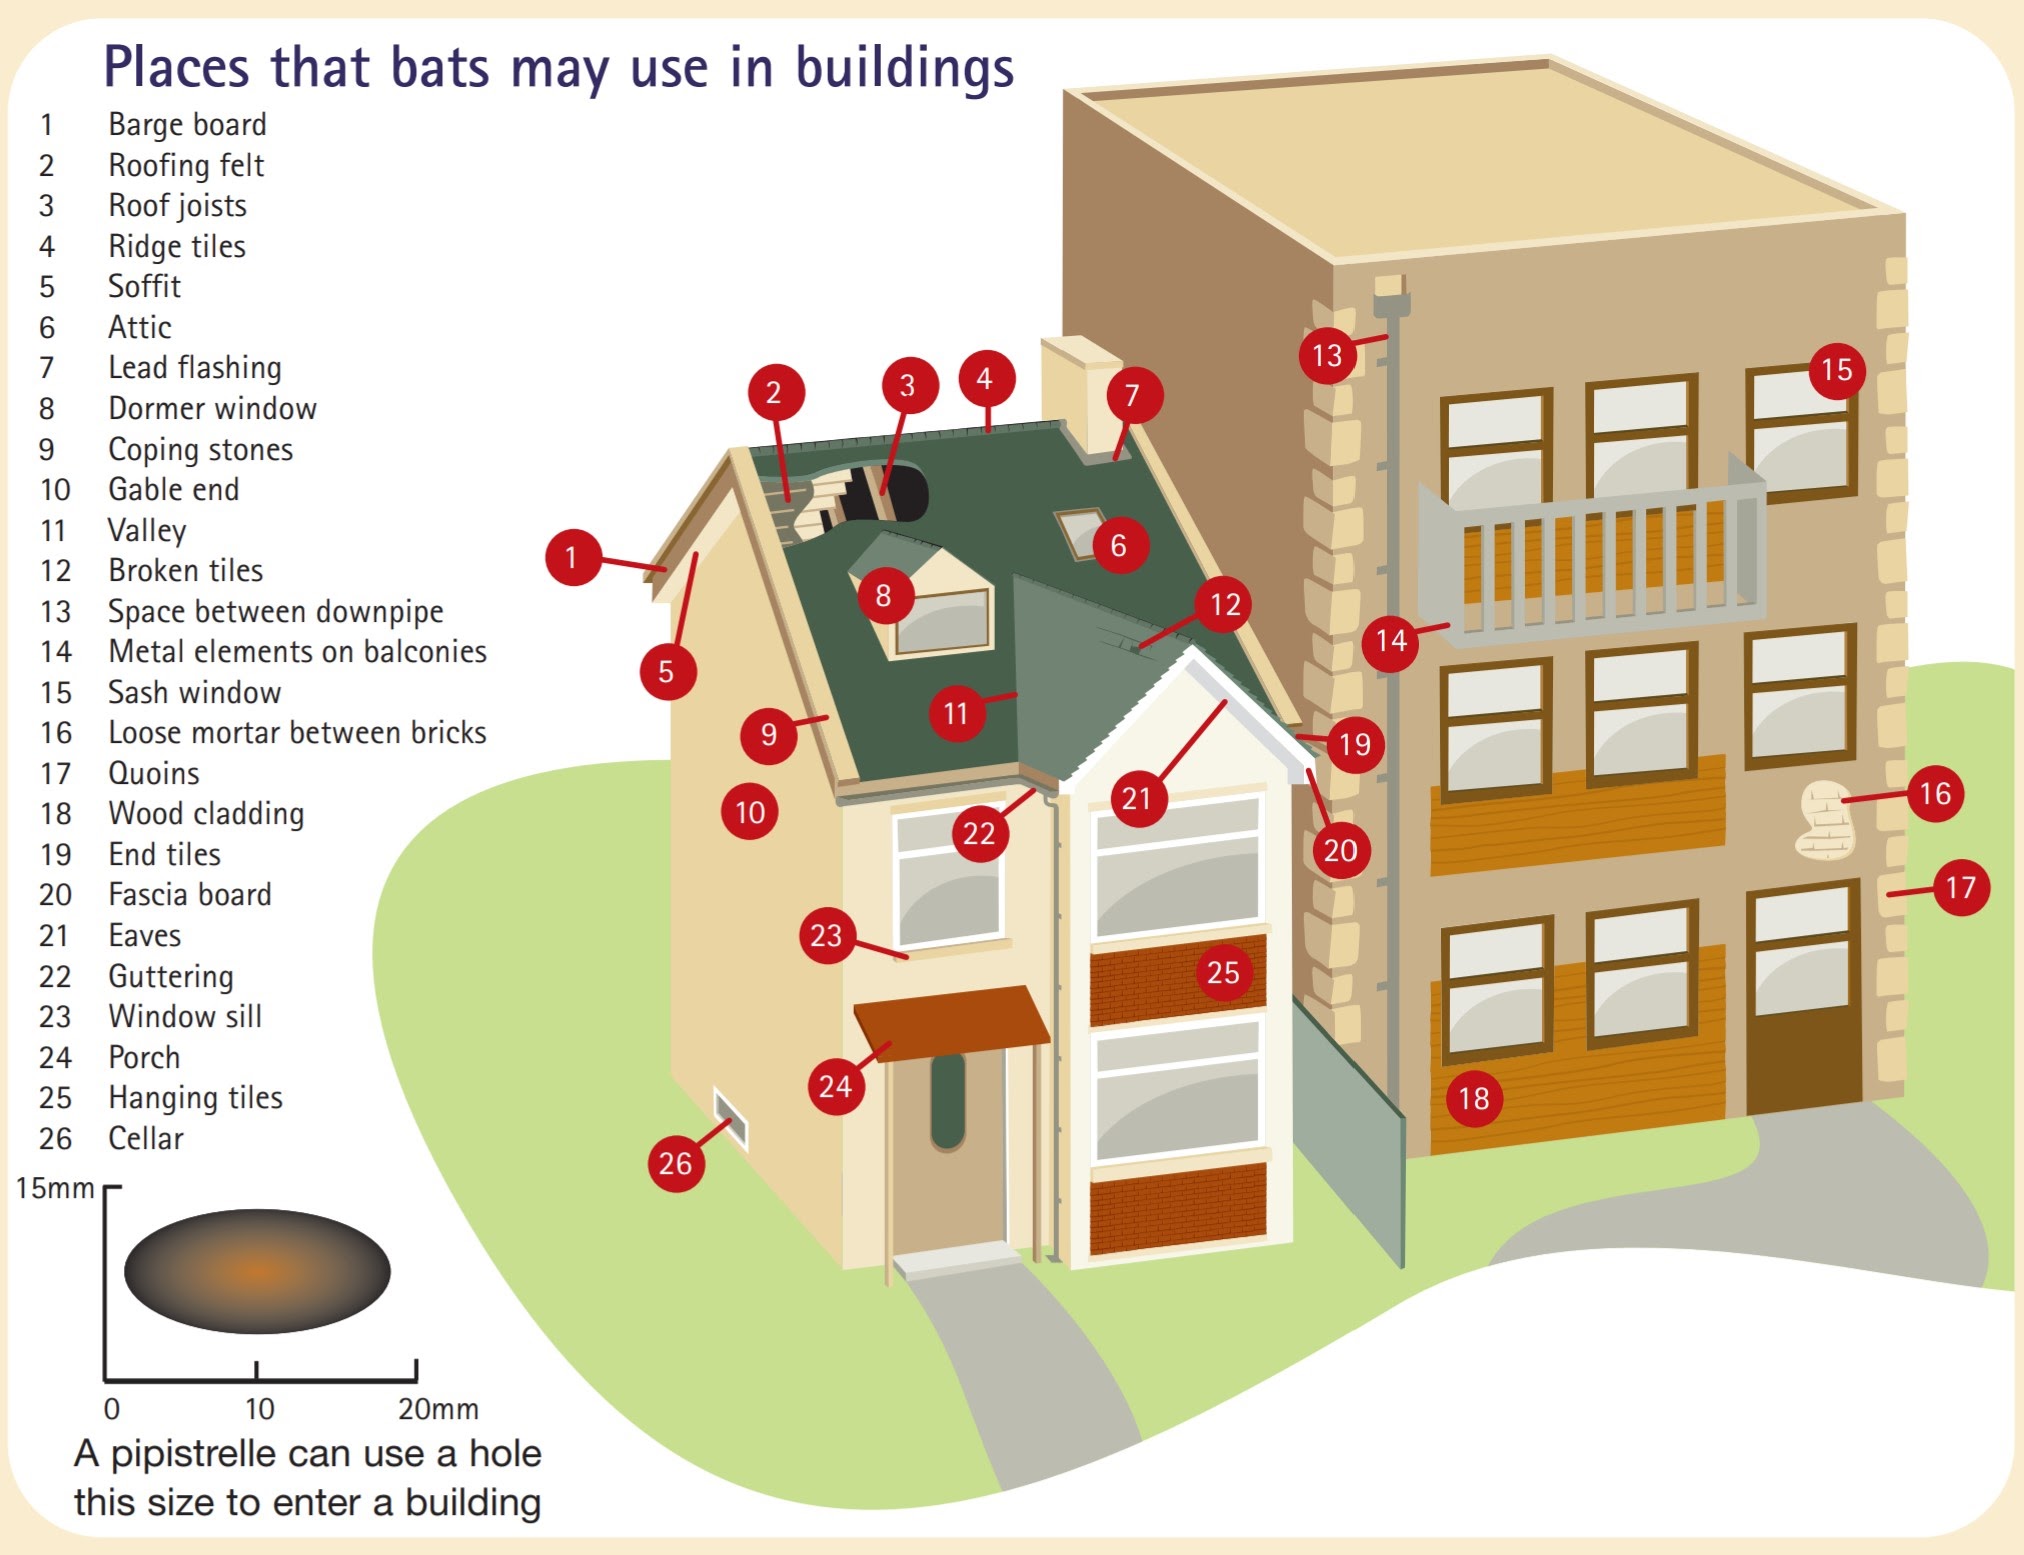 Places that bats may use in buildings
1 Barge board
2 Roofing felt
3 Roof joists
4 Ridge tiles
5 Soffit
6 Attic
7 Lead flashing
8 Dormer window
9 Coping stones
10 Gable end
11 Valley
12 Broken tiles
13 Space between downpipe
14 Metal elements on balconies
15 Sash window
16 Loose mortar between bricks
17 Quoins
18 Wood cladding
19 End tiles
20 Fascia board
21 Eaves
22 Guttering
23 Window sill
24 Porch
25 Hanging tiles
26 Cellar
15mm
0 10 20mm
A pipistrelle can use a hole
this size to enter a building
13
15
2
3
4
7
1
6
8
12
14
5
11
9
19
16
10
21
22
20
17
23
25
24
18
26